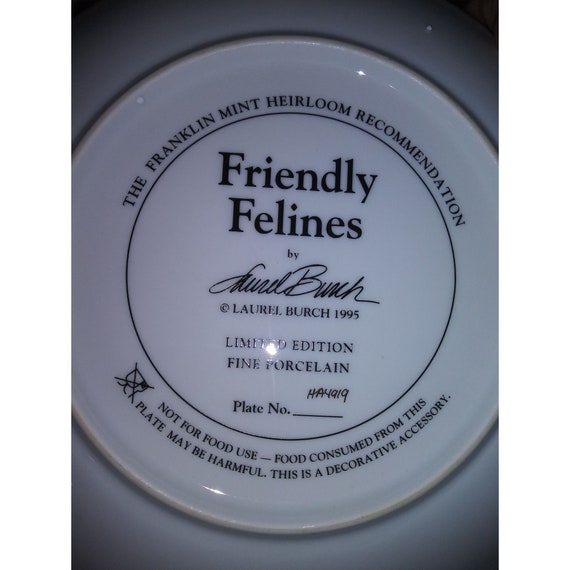 THE FRANKLIN MINT HEIRLOOM RECOMMENDATION
Friendly
Felines
by
Laurel Burch
© LAUREL BURCH 1995
LIMITED EDITION
FINE PORCELAIN
Plate No. HA4919
NOT FOR FOOD USE — FOOD CONSUMED FROM THIS
PLATE MAY BE HARMFUL. THIS IS A DECORATIVE ACCESSORY.